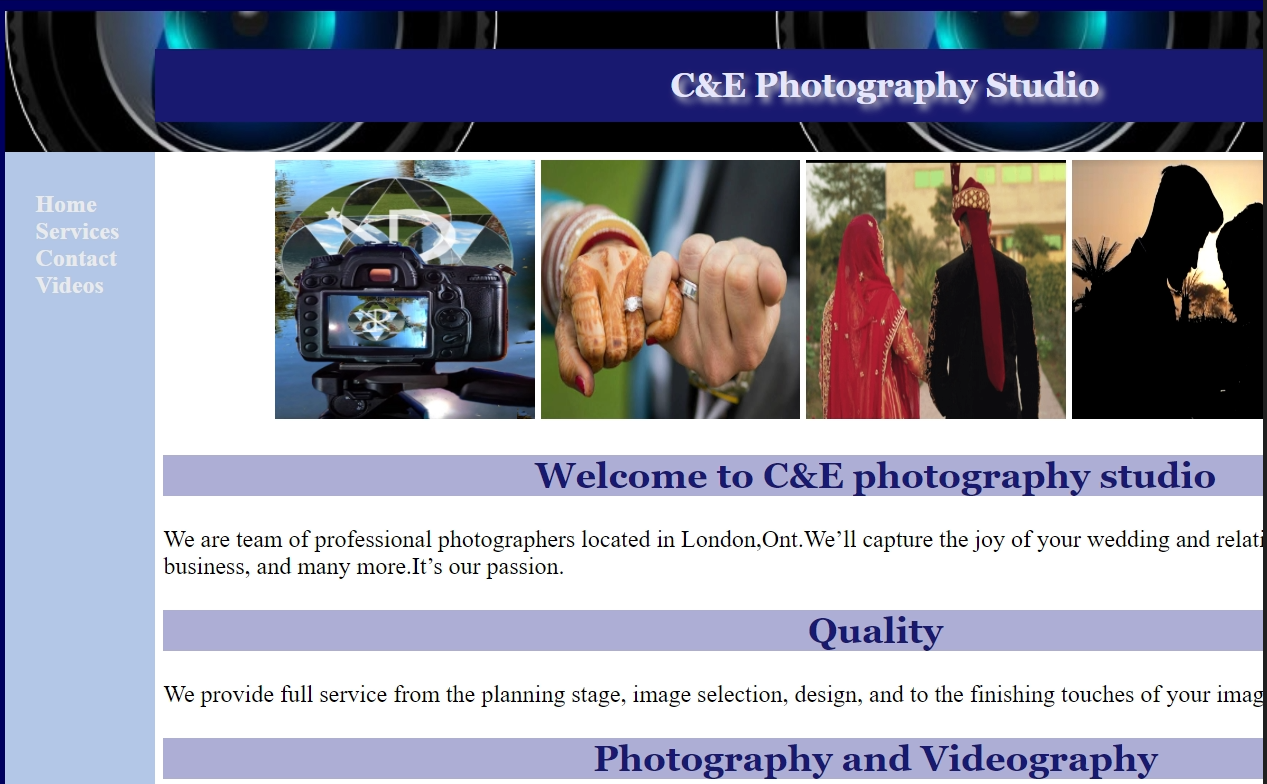 C&E Photography Studio
Home
Services
Contact
Videos
Welcome to C&E photography studio
We are team of professional photographers located in London,Ont.We’ll capture the joy of your wedding and relati
business, and many more.It’s our passion.
Quality
We provide full service from the planning stage, image selection, design, and to the finishing touches of your imag
Photography and Videography